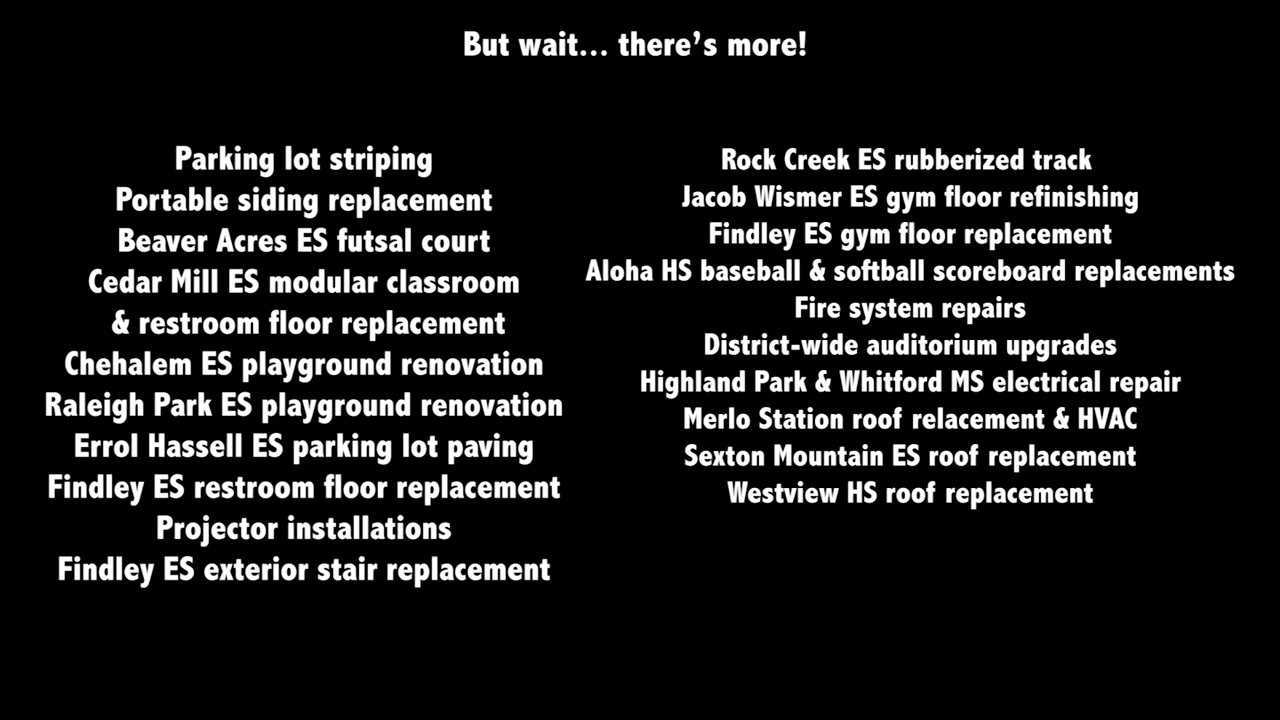 But wait... there's more!
Parking lot striping
Portable siding replacement
Beaver Acres ES futsal court
Cedar Mill ES modular classroom
& restroom floor replacement
Chehalem ES playground renovation
Raleigh Park ES playground renovation
Errol Hassell ES parking lot paving
Findley ES restroom floor replacement
Projector installations
Findley ES exterior stair replacement
Rock Creek ES rubberized track
Jacob Wismer ES gym floor refinishing
Findley ES gym floor replacement
Aloha HS baseball & softball scoreboard replacements
Fire system repairs
District-wide auditorium upgrades
Highland Park & Whitford MS electrical repair
Merlo Station roof relacement & HVAC
Sexton Mountain ES roof replacement
Westview HS roof replacement